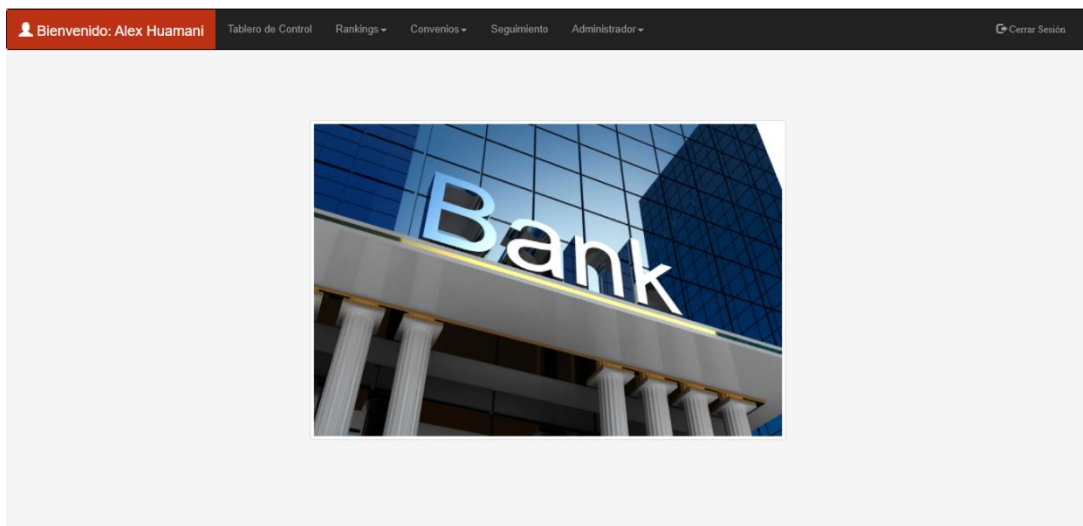 Bienvenido: Alex Huamani Tablero de Control Rankings Convenios Seguimiento Administrador Cerrar Sesión
Bank